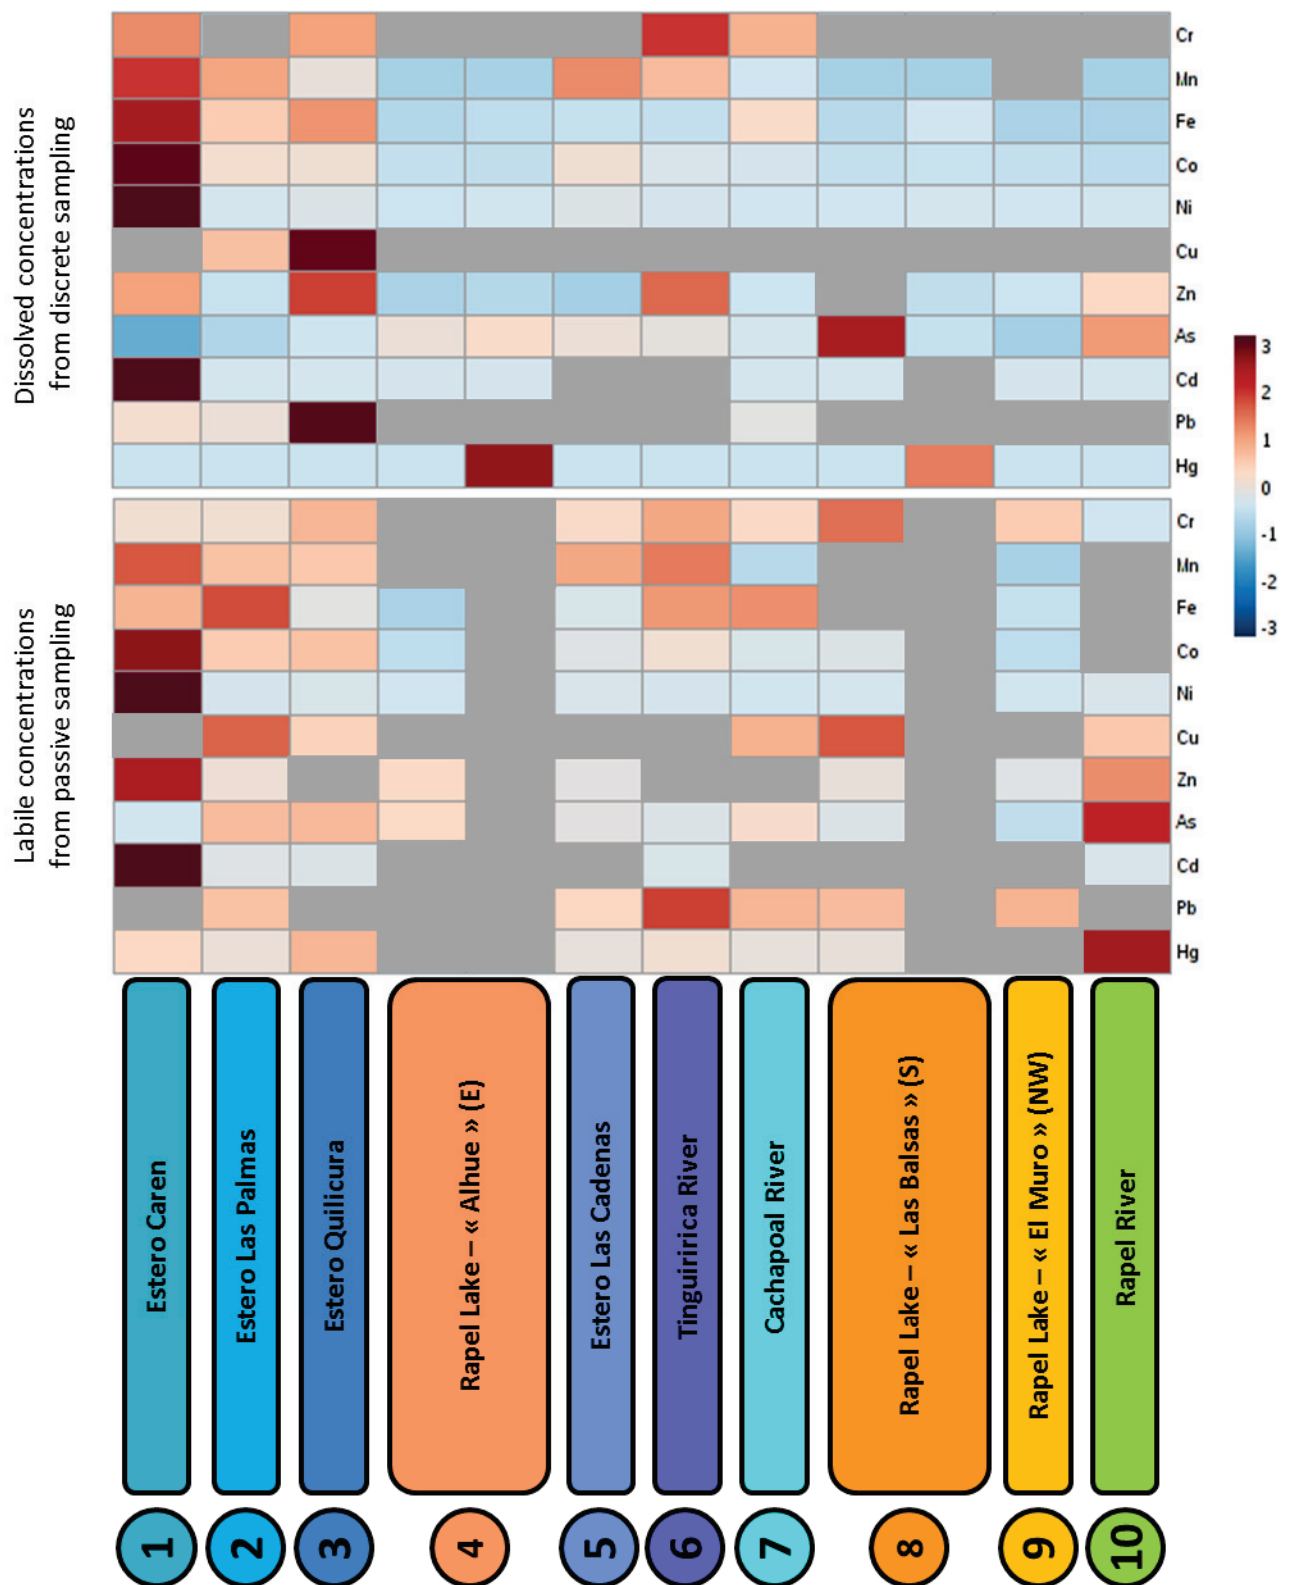 Dissolved concentrations
from discrete sampling
Cr
Mn
Fe
Co
Ni
Cu
Zn
As
Cd
Pb
Hg
3
2
1
0
-1
-2
-3
Labile concentrations
from passive sampling
Cr
Mn
Fe
Co
Ni
Cu
Zn
As
Cd
Pb
Hg
Estero Caren
Estero Las Palmas
Estero Quilicura
Rapel Lake – « Alhue » (E)
Estero Las Cadenas
Tinguiririca River
Cachapoal River
Rapel Lake – « Las Balsas » (S)
Rapel Lake – « El Muro » (NW)
Rapel River
1
2
3
4
5
6
7
8
9
10